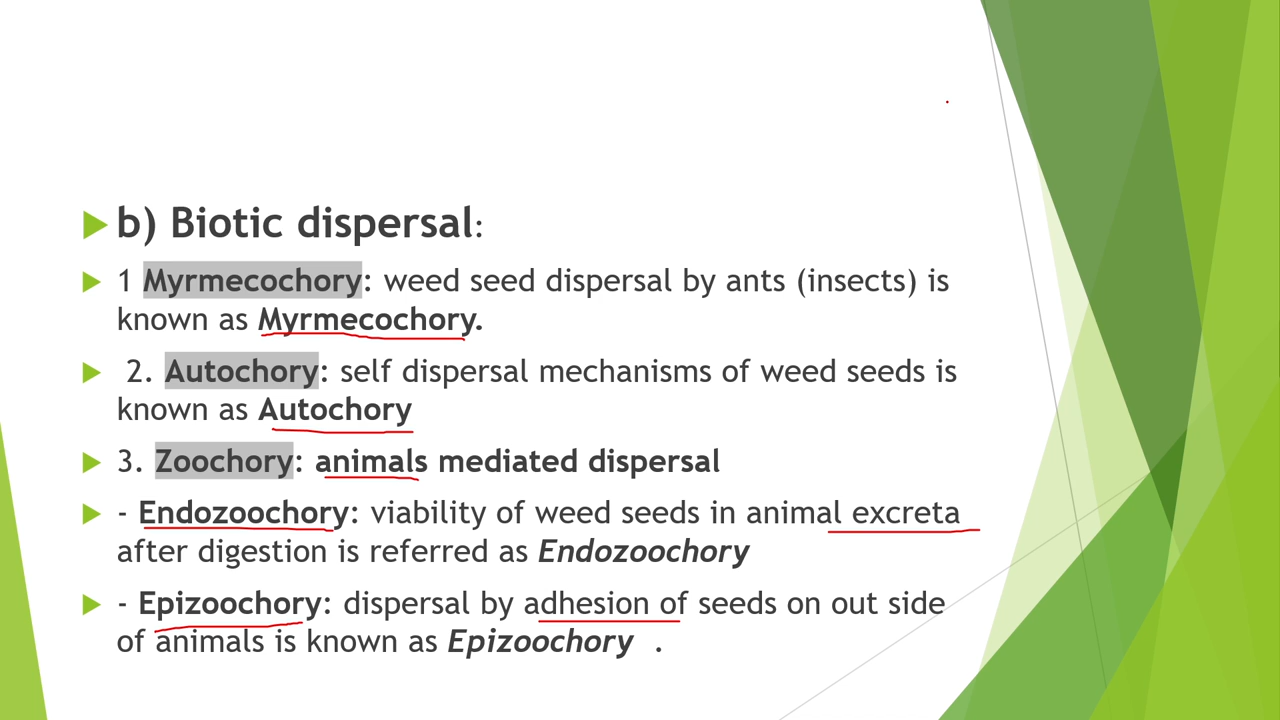 b) Biotic dispersal:
1 Myrmecochory: weed seed dispersal by ants (insects) is
known as Myrmecochory.
2. Autochory: self dispersal mechanisms of weed seeds is
known as Autochory
3. Zoochory: animals mediated dispersal
- Endozoochory: viability of weed seeds in animal excreta
after digestion is referred as Endozoochory
- Epizoochory: dispersal by adhesion of seeds on out side
of animals is known as Epizoochory .